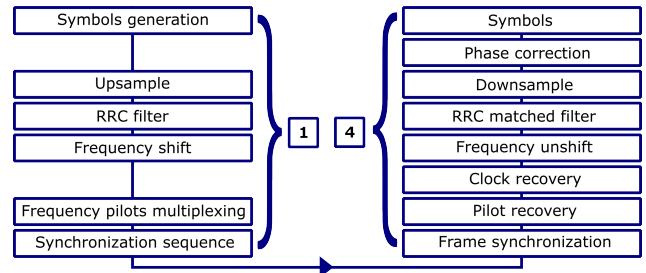 Symbols generation
Upsample
RRC filter
Frequency shift
Frequency pilots multiplexing
Synchronization sequence
1
4
Symbols
Phase correction
Downsample
RRC matched filter
Frequency unshift
Clock recovery
Pilot recovery
Frame synchronization